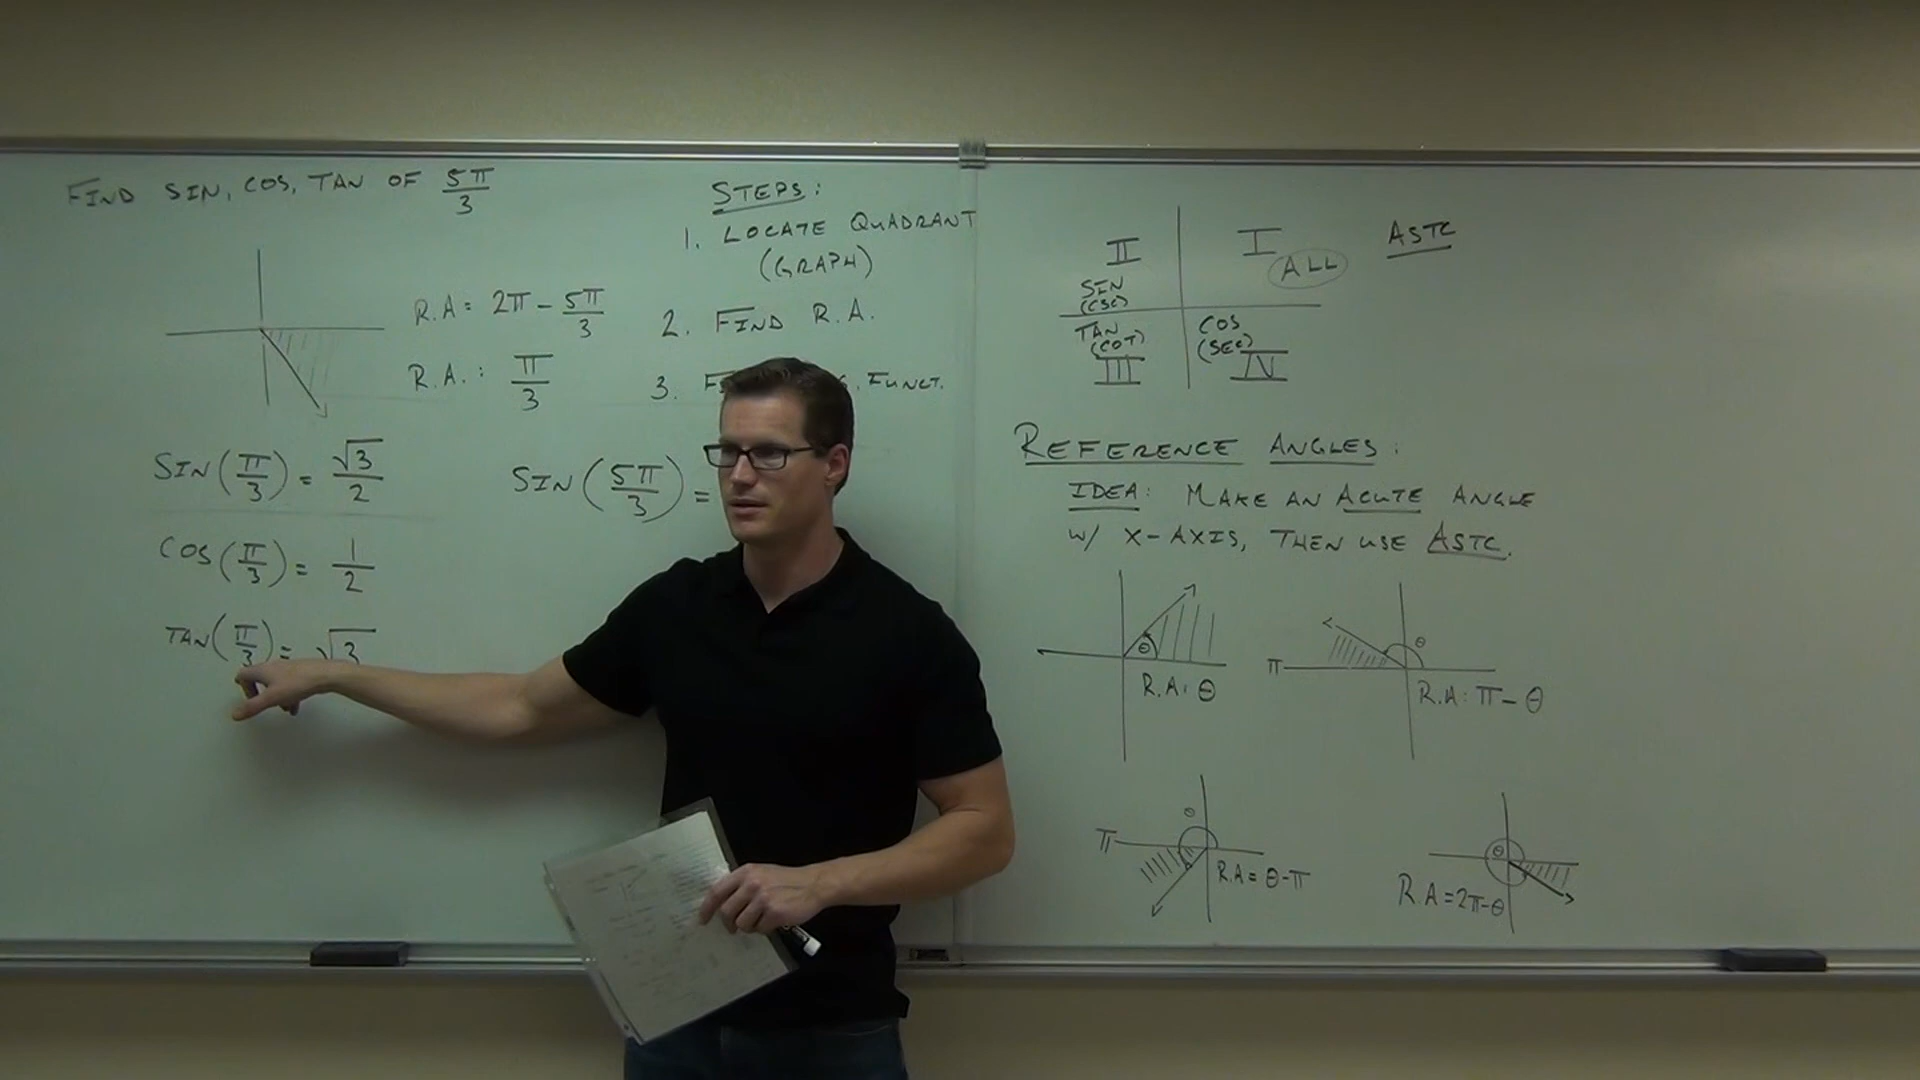 FIND SIN, COS, TAN OF 5π/3
R.A = 2π - 5π/3
R.A. : π/3
SIN(π/3) = √3/2
COS(π/3) = 1/2
TAN(π/3) = √3
SIN(5π/3) =
STEPS:
1. LOCATE QUADRANT
(GRAPH)
2. FIND R.A.
3. FUNCT.
II I
ALL
ASTC
SIN
(CSC)
TAN
(COT)
III
COS
(SEC)
IV
REFERENCE ANGLES:
IDEA: MAKE AN ACUTE ANGLE
W/ X-AXIS, THEN USE ASTC.
θ
R.A: θ
π
θ
R.A: π - θ
θ
π
R.A = θ - π
θ
R.A = 2π - θ